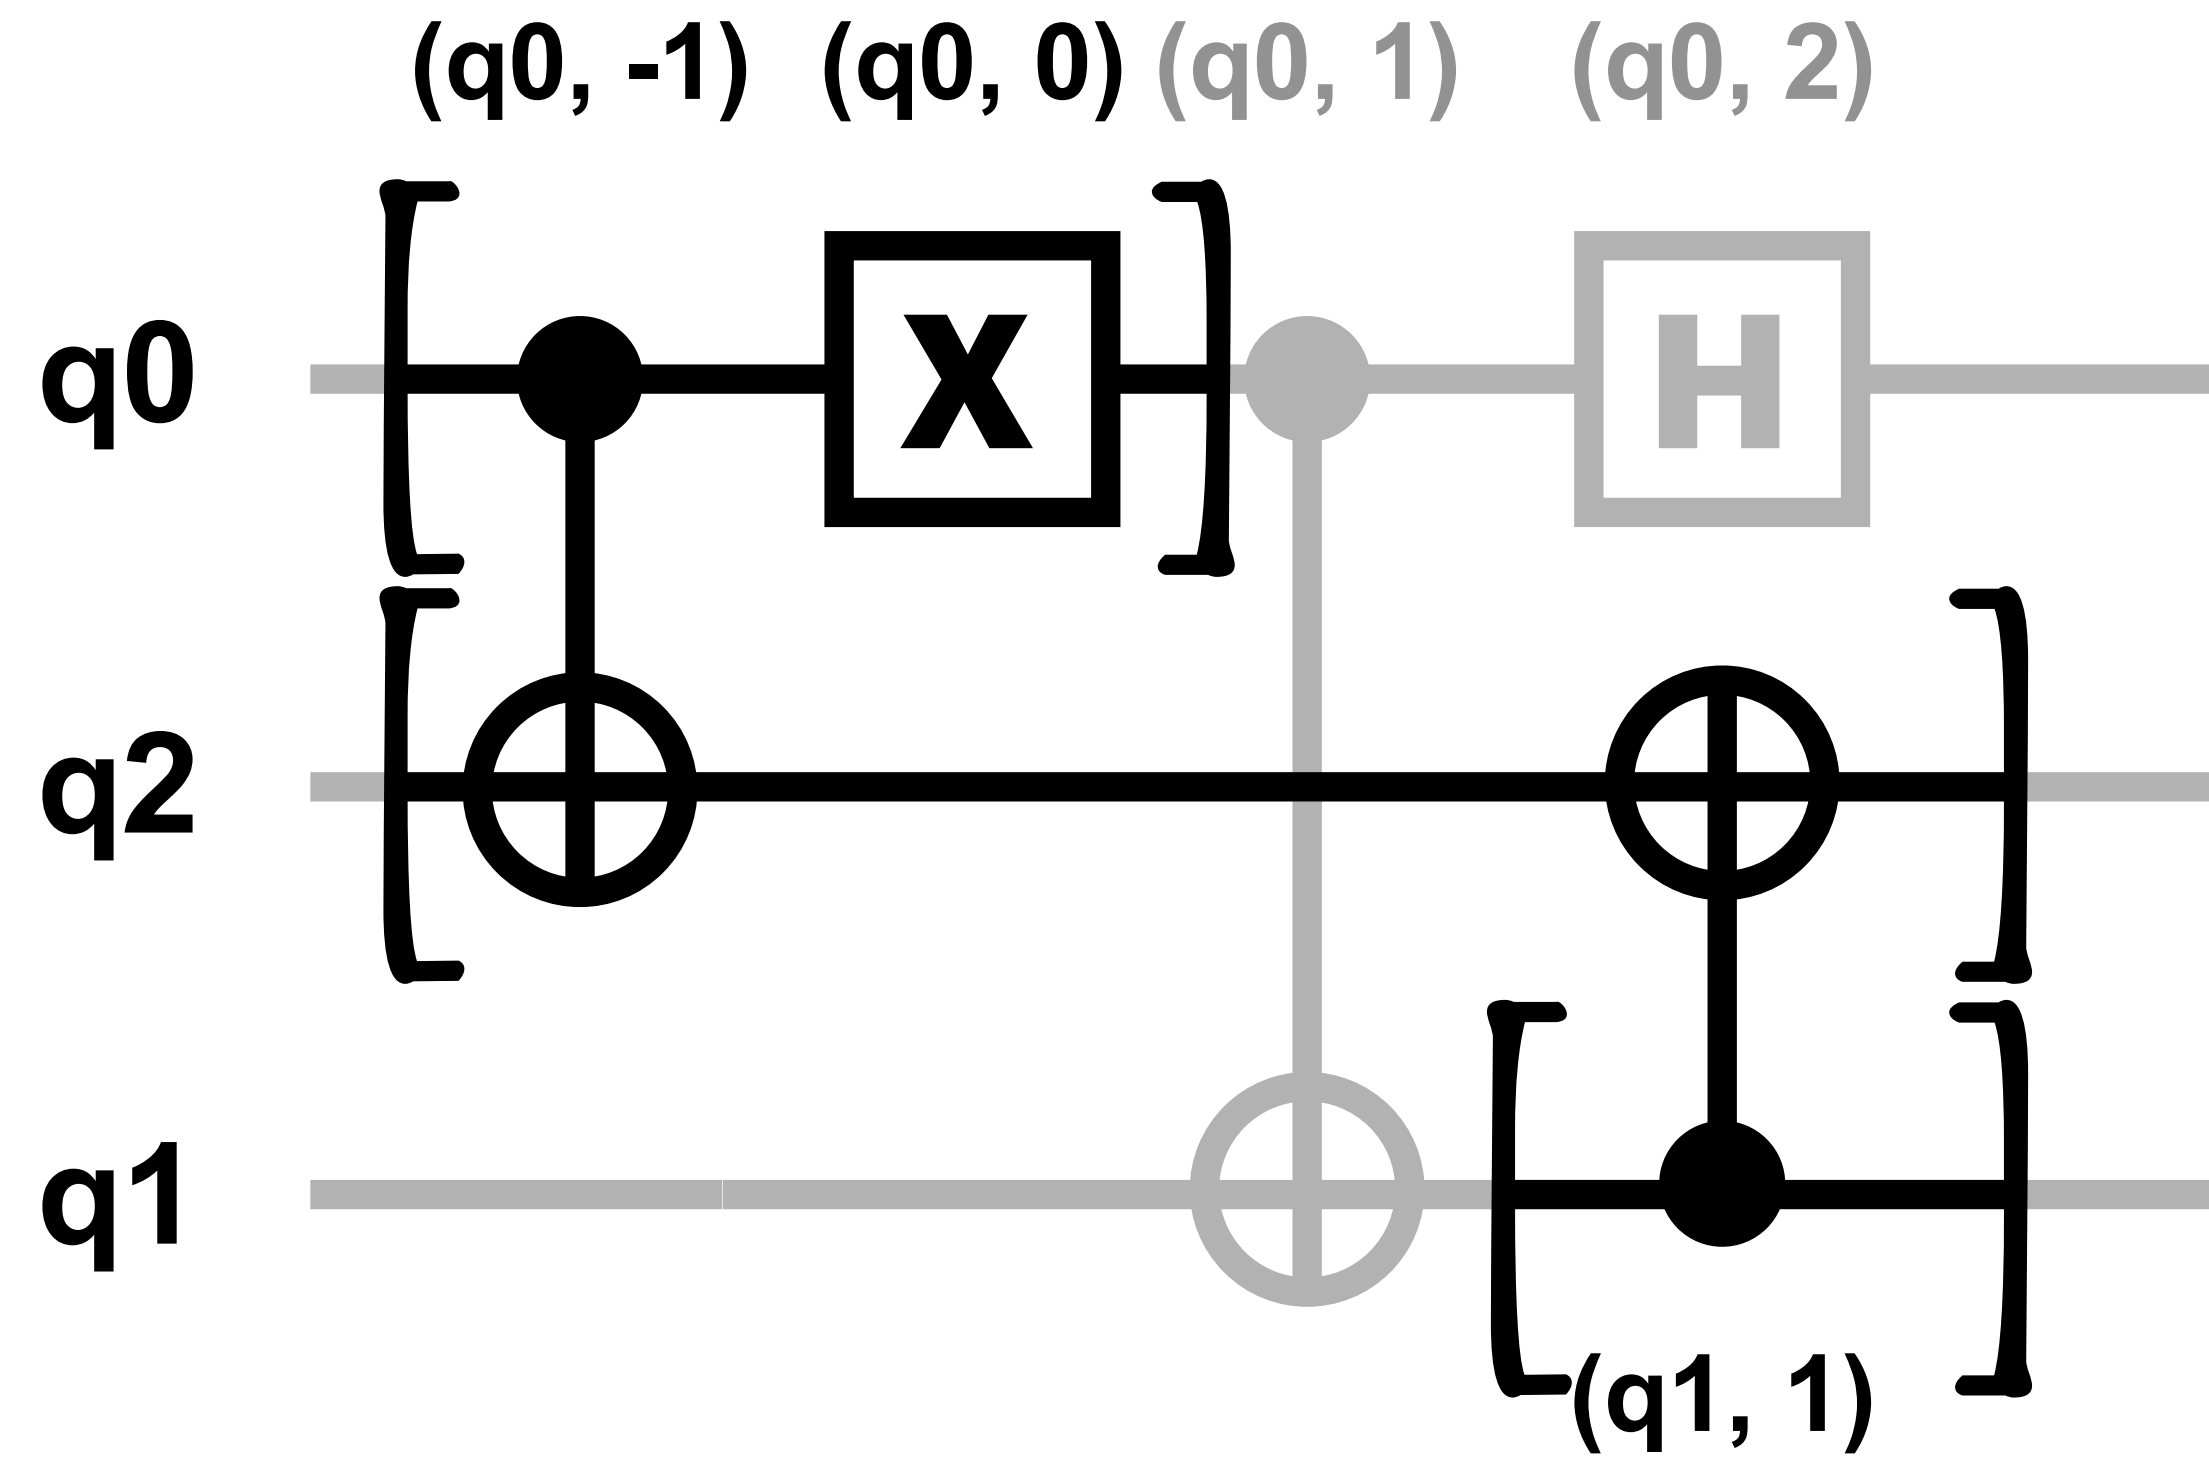 (q0, -1) (q0, 0) (q0, 1) (q0, 2)
q0 X H
q2
q1
(q1, 1)